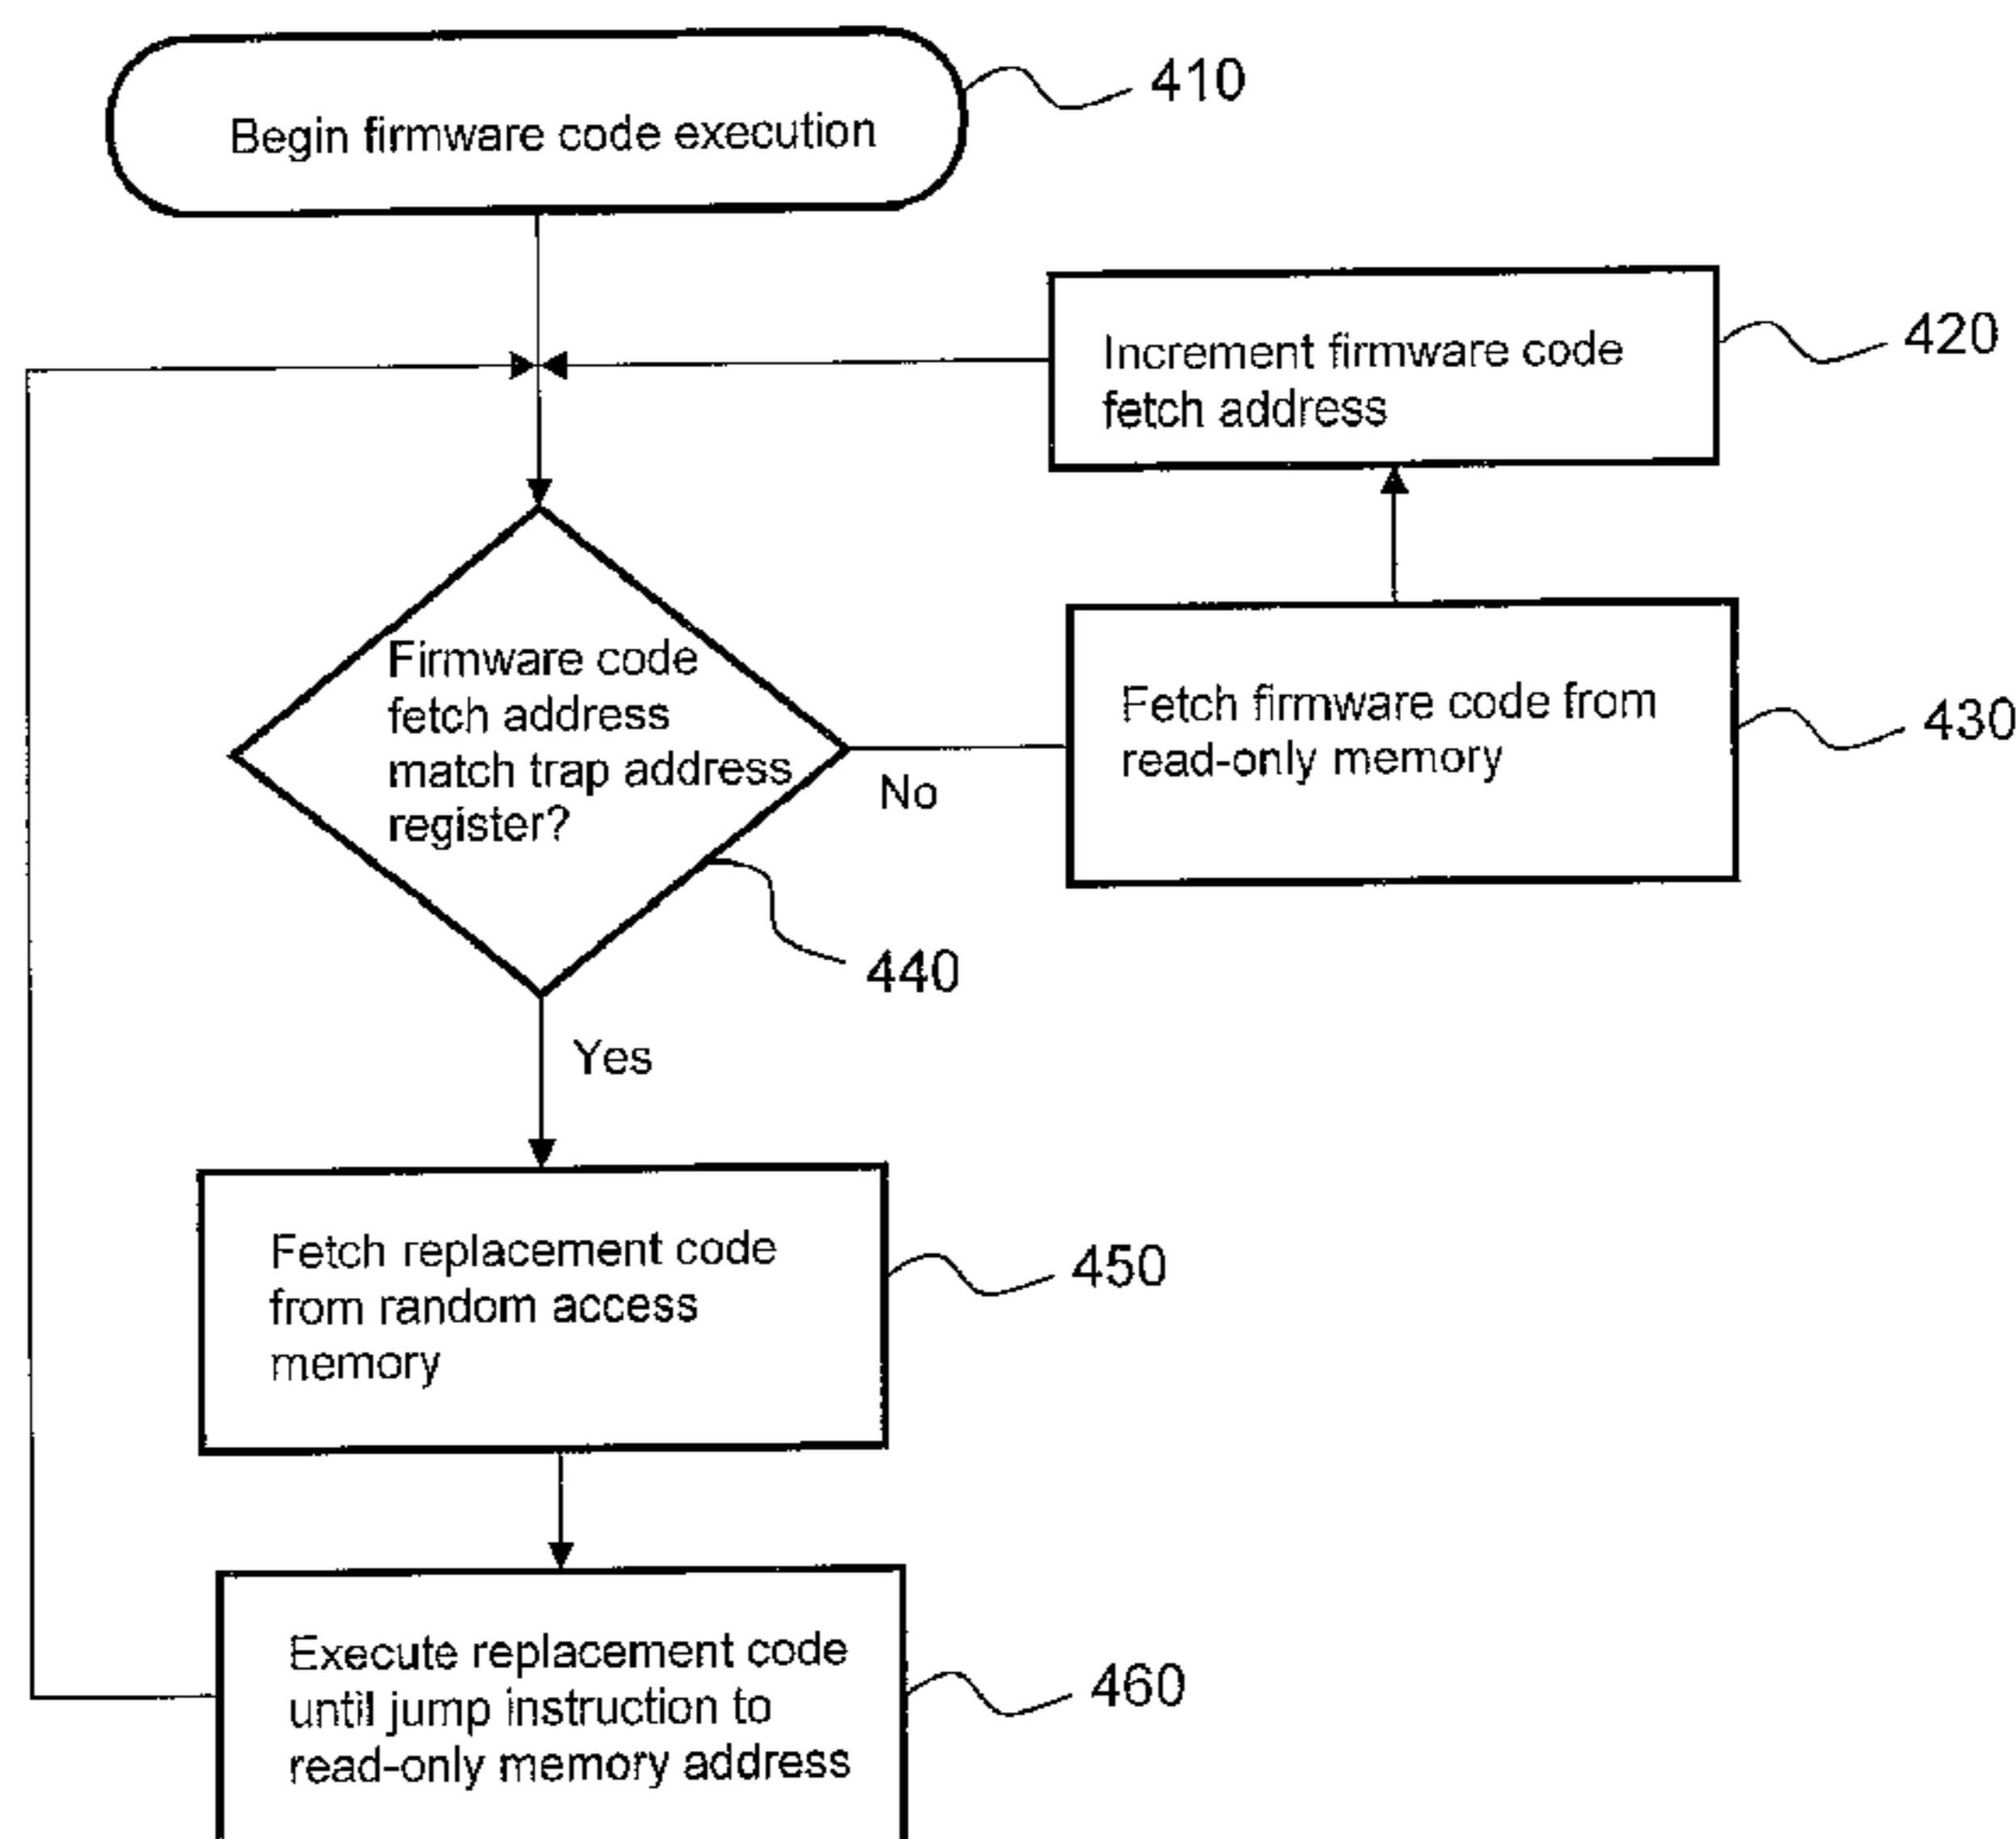 Begin firmware code execution
410
Increment firmware code
fetch address
420
Firmware code
fetch address
match trap address
register?
440
No
Fetch firmware code from
read-only memory
430
Yes
Fetch replacement code
from random access
memory
450
Execute replacement code
until jump instruction to
read-only memory address
460